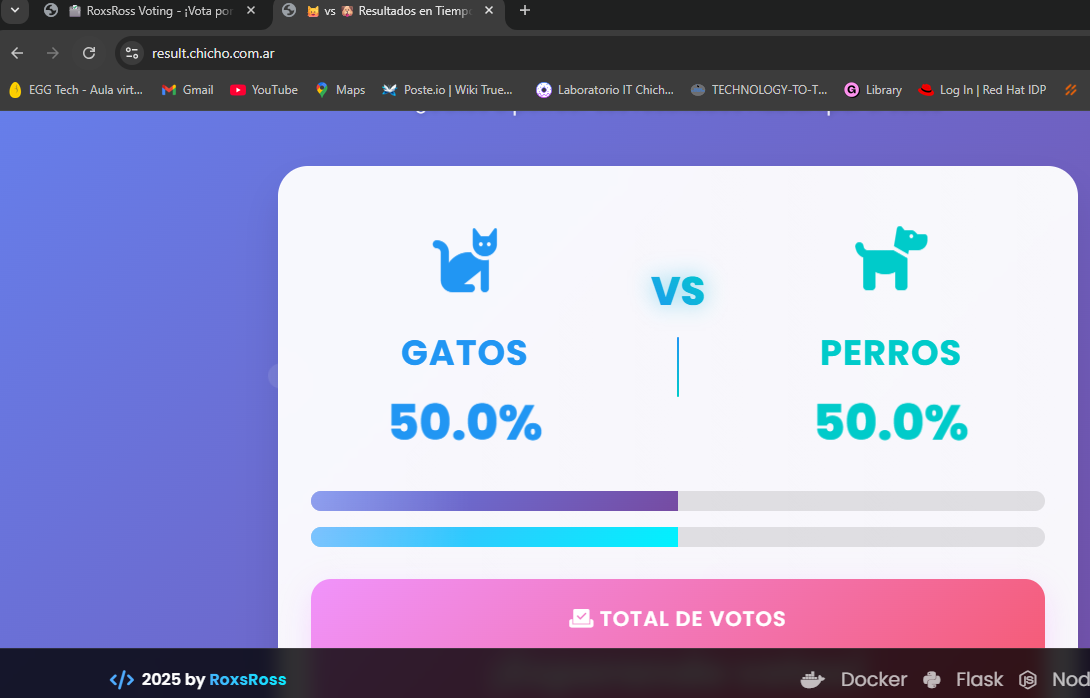 RoxsRoss Voting - ¡Vota por
vs Resultados en Tiempo
result.chicho.com.ar
EGG Tech - Aula virt...
Gmail
YouTube
Maps
Poste.io | Wiki True...
Laboratorio IT Chich...
TECHNOLOGY-TO-T...
Library
Log In | Red Hat IDP
VS
GATOS
PERROS
50.0%
50.0%
TOTAL DE VOTOS
</> 2025 by RoxsRoss
Docker
Flask
Nod